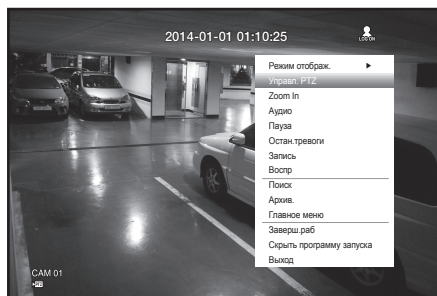 2014-01-01 01:10:25
LOG ON
Режим отображ.
Управл. PTZ
Zoom In
Аудио
Пауза
Остан.тревоги
Запись
Воспр
Поиск
Архив.
Главное меню
Заверш.раб
Скрыть программу запуска
Выход
CAM 01